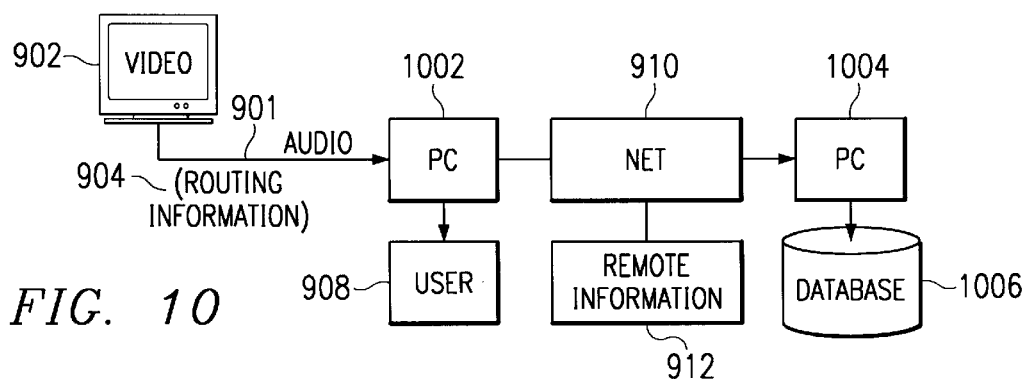 902
VIDEO
901
AUDIO
904
(ROUTING
INFORMATION)
1002
PC
910
NET
1004
PC
908
USER
REMOTE
INFORMATION
912
DATABASE
1006
FIG. 10